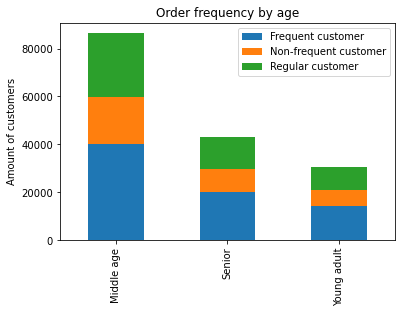 Order frequency by age
Frequent customer
Non-frequent customer
Regular customer
Amount of customers
80000
60000
40000
20000
0
Middle age
Senior
Young adult